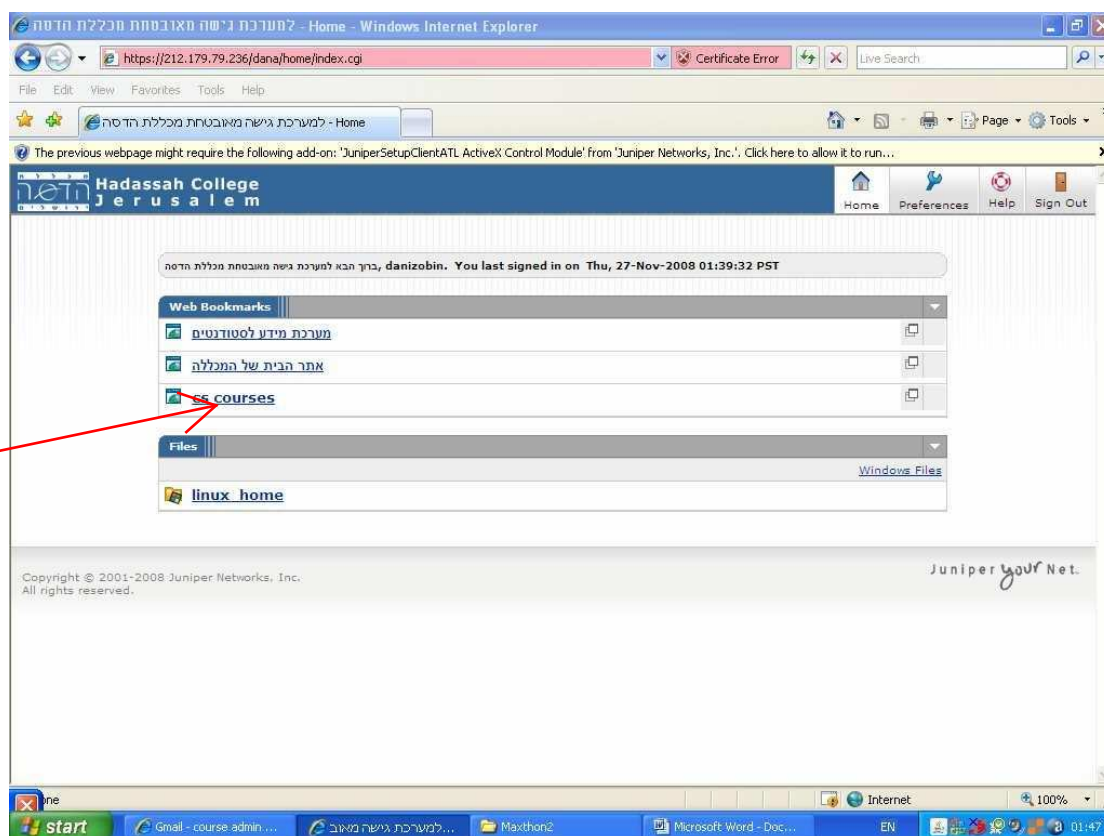 למערכת גישה מאובטחת מכללת הדסה - Home - Windows Internet Explorer
https://212.179.79.236/dana/home/index.cgi
Certificate Error
Live Search
File Edit View Favorites Tools Help
למערכת גישה מאובטחת מכללת הדסה - Home
Page
Tools
The previous webpage might require the following add-on: 'JuniperSetupClientATL ActiveX Control Module' from 'Juniper Networks, Inc.'. Click here to allow it to run...
הדסה
Hadassah College
Jerusalem
Home Preferences Help Sign Out
ברוך הבא למערכת גישה מאובטחת מכללת הדסה, danizobin. You last signed in on Thu, 27-Nov-2008 01:39:32 PST
Web Bookmarks
מערכת מידע לסטודנטים
אתר הבית של המכללה
cs courses
Files
Windows Files
linux_home
Copyright © 2001-2008 Juniper Networks, Inc.
All rights reserved.
Juniper your Net.
one
Internet
100%
start
Gmail - course admin ...
למערכת גישה מאוב...
Maxthon2
Microsoft Word - Doc...
EN
01:47